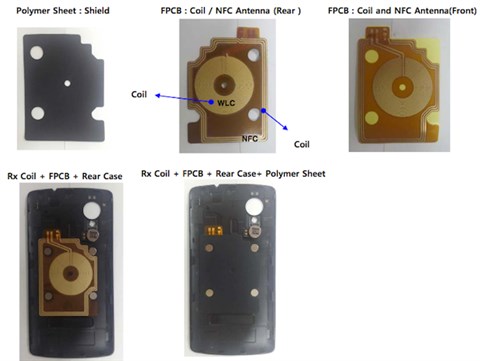 Polymer Sheet : Shield
FPCB : Coil / NFC Antenna (Rear )
FPCB : Coil and NFC Antenna(Front)
Coil
WLC
NFC
Coil
Rx Coil + FPCB + Rear Case
Rx Coil + FPCB + Rear Case+ Polymer Sheet